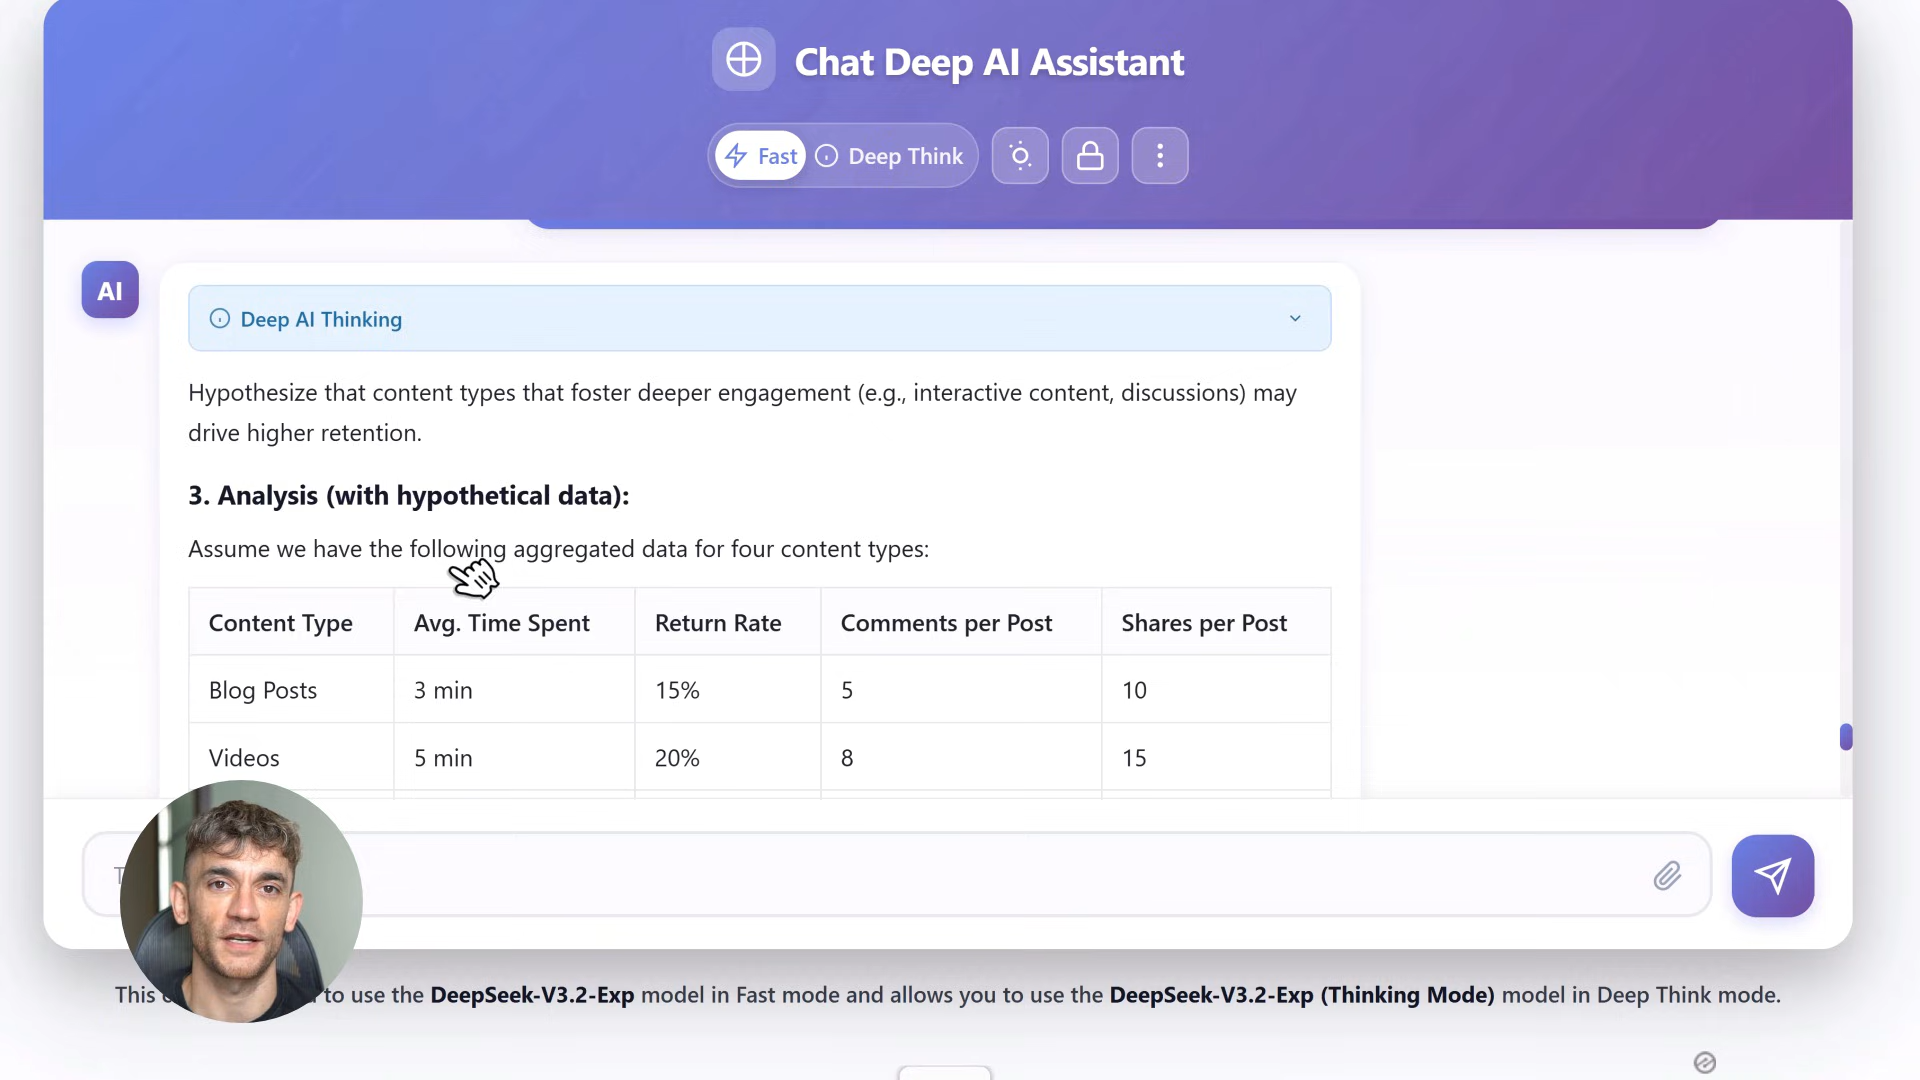 Chat Deep AI Assistant
Fast Deep Think
AI
Deep AI Thinking
Hypothesize that content types that foster deeper engagement (e.g., interactive content, discussions) may
drive higher retention.
3. Analysis (with hypothetical data):
Assume we have the following aggregated data for four content types:
Content Type Avg. Time Spent Return Rate Comments per Post Shares per Post
Blog Posts 3 min 15% 5 10
Videos 5 min 20% 8 15
This to use the DeepSeek-V3.2-Exp model in Fast mode and allows you to use the DeepSeek-V3.2-Exp (Thinking Mode) model in Deep Think mode.